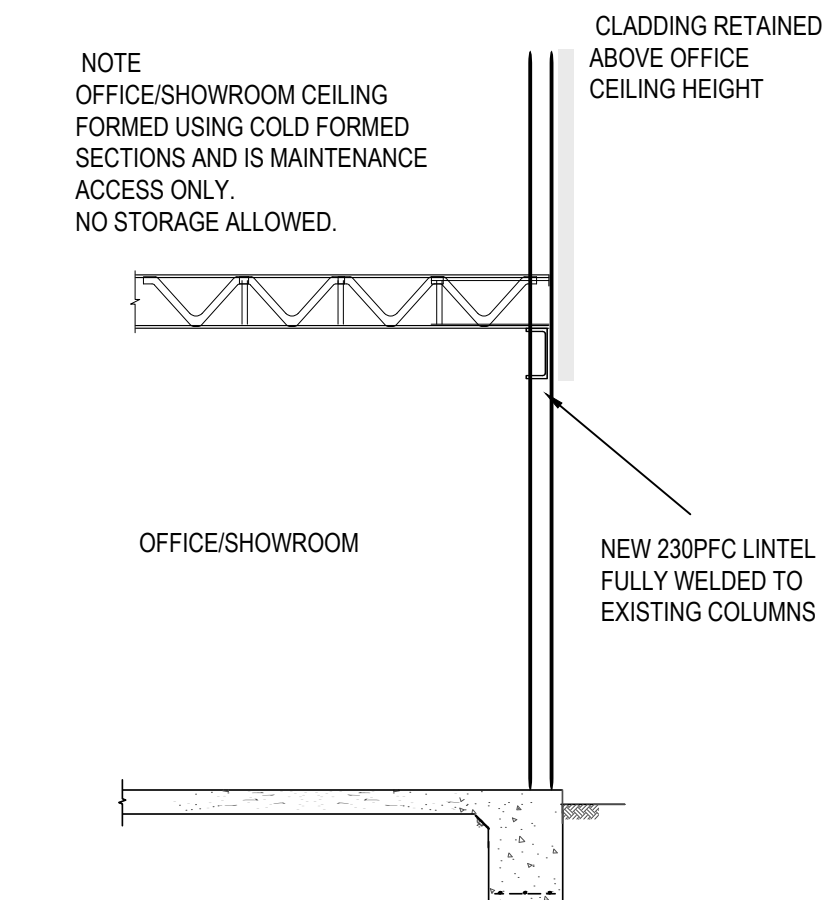 CLADDING RETAINED
ABOVE OFFICE
CEILING HEIGHT
NOTE
OFFICE/SHOWROOM CEILING
FORMED USING COLD FORMED
SECTIONS AND IS MAINTENANCE
ACCESS ONLY.
NO STORAGE ALLOWED.
OFFICE/SHOWROOM
NEW 230PFC LINTEL
FULLY WELDED TO
EXISTING COLUMNS